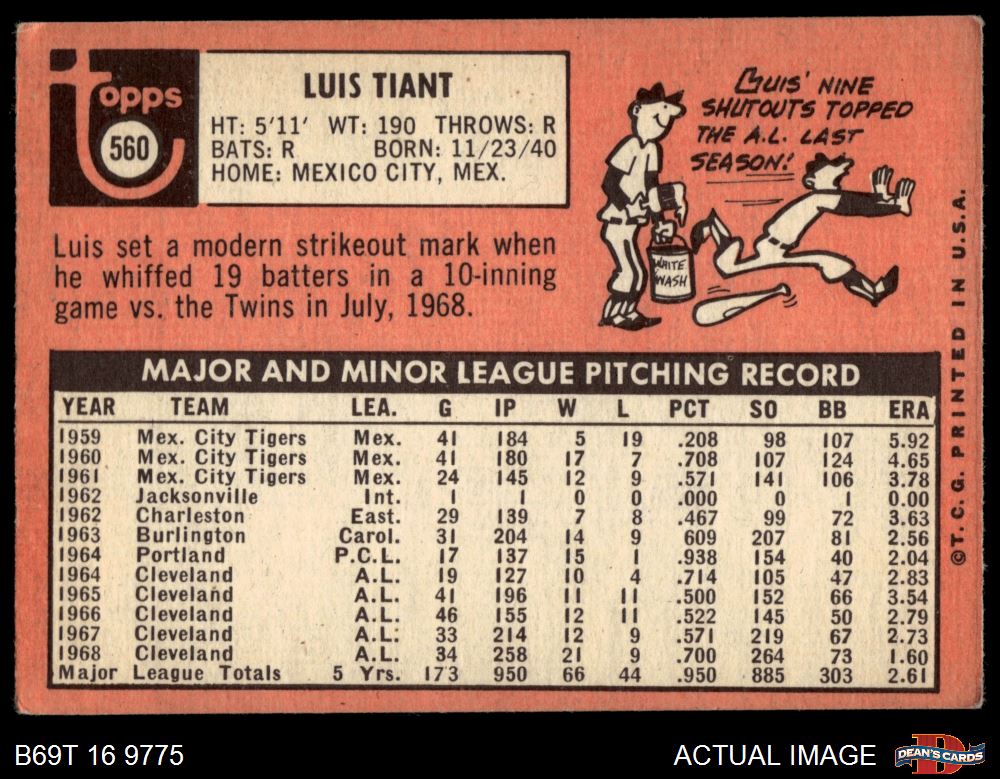 topps
560
LUIS TIANT
HT: 5'11' WT: 190 THROWS: R
BATS: R BORN: 11/23/40
HOME: MEXICO CITY, MEX.
LUIS' NINE
SHUTOUTS TOPPED
THE A.L. LAST
SEASON!
WHITE
WASH
Luis set a modern strikeout mark when
he whiffed 19 batters in a 10-inning
game vs. the Twins in July, 1968.
MAJOR AND MINOR LEAGUE PITCHING RECORD
YEAR TEAM LEA. G IP W L PCT SO BB ERA
1959 Mex. City Tigers Mex. 41 184 5 19 .208 98 107 5.92
1960 Mex. City Tigers Mex. 41 180 17 7 .708 107 124 4.65
1961 Mex. City Tigers Mex. 24 145 12 9 .571 141 106 3.78
1962 Jacksonville Int. 1 1 0 0 .000 0 1 0.00
1962 Charleston East. 29 139 7 8 .467 99 72 3.63
1963 Burlington Carol. 31 204 14 9 609 207 81 2.56
1964 Portland P.C.L. 17 137 15 1 .938 154 40 2.04
1964 Cleveland A.L. 19 127 10 4 .714 105 47 2.83
1965 Cleveland A.L. 41 196 11 11 .500 152 66 3.54
1966 Cleveland A.L. 46 155 12 11 .522 145 50 2.79
1967 Cleveland A.L. 33 214 12 9 .571 219 67 2.73
1968 Cleveland A.L. 34 258 21 9 .700 264 73 1.60
Major League Totals 5 Yrs. 173 950 66 44 .950 885 303 2.61
©T.C.G. PRINTED IN U.S.A.
B69T 16 9775
ACTUAL IMAGE
DEAN'S CARDS